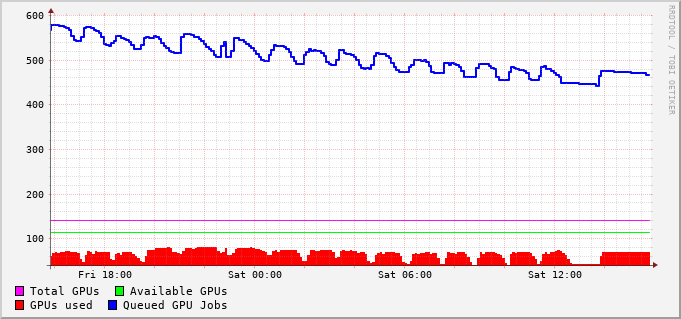 600
500
400
300
200
100
Fri 18:00 Sat 00:00 Sat 06:00 Sat 12:00
Total GPUs Available GPUs
GPUs used Queued GPU Jobs
RRDTOOL / TOBI OETIKER